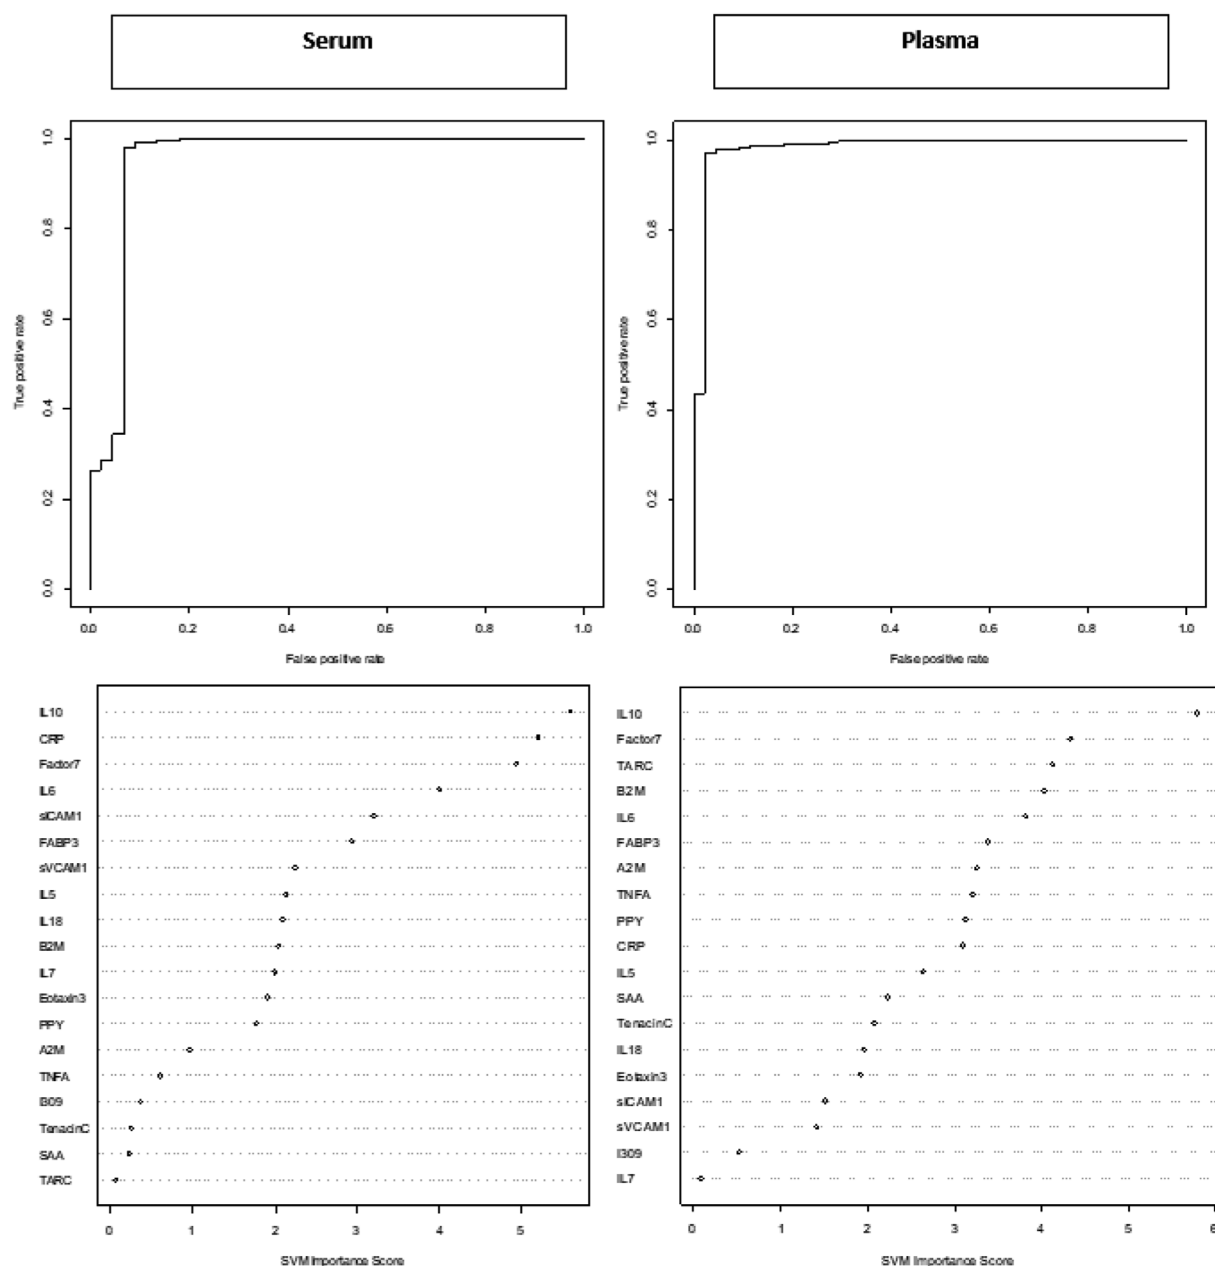 Serum
Plasma
True positive rate
1.0
0.8
0.6
0.4
0.2
0.0
0.0 0.2 0.4 0.6 0.8 1.0
False positive rate
True positive rate
1.0
0.8
0.6
0.4
0.2
0.0
0.0 0.2 0.4 0.6 0.8 1.0
False positive rate
IL10
CRP
Factor7
IL6
sICAM1
FABP3
sVCAM1
IL5
IL18
B2M
IL7
Eotaxin3
PPY
A2M
TNFA
I309
TenacinC
SAA
TARC
0 1 2 3 4 5
SVM Importance Score
IL10
Factor7
TARC
B2M
IL6
FABP3
A2M
TNFA
PPY
CRP
IL5
SAA
TenacinC
IL18
Eotaxin3
sICAM1
sVCAM1
I309
IL7
0 1 2 3 4 5 6
SVM Importance Score